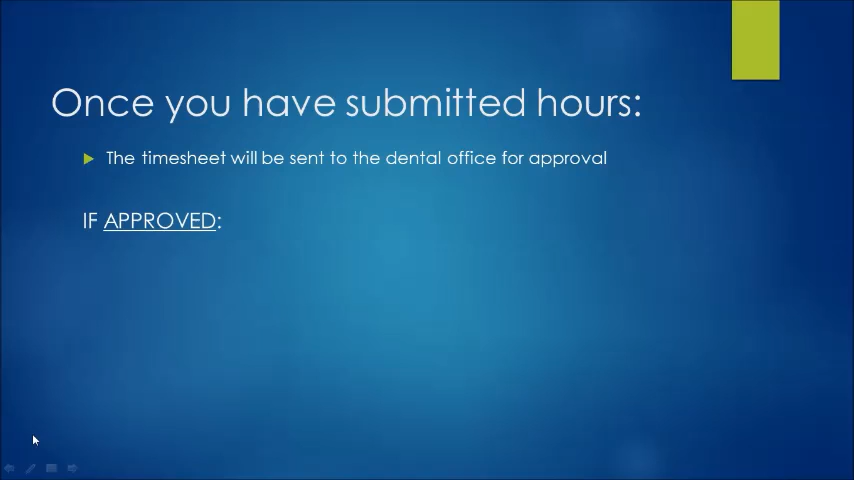 Once you have submitted hours:
The timesheet will be sent to the dental office for approval
IF APPROVED: